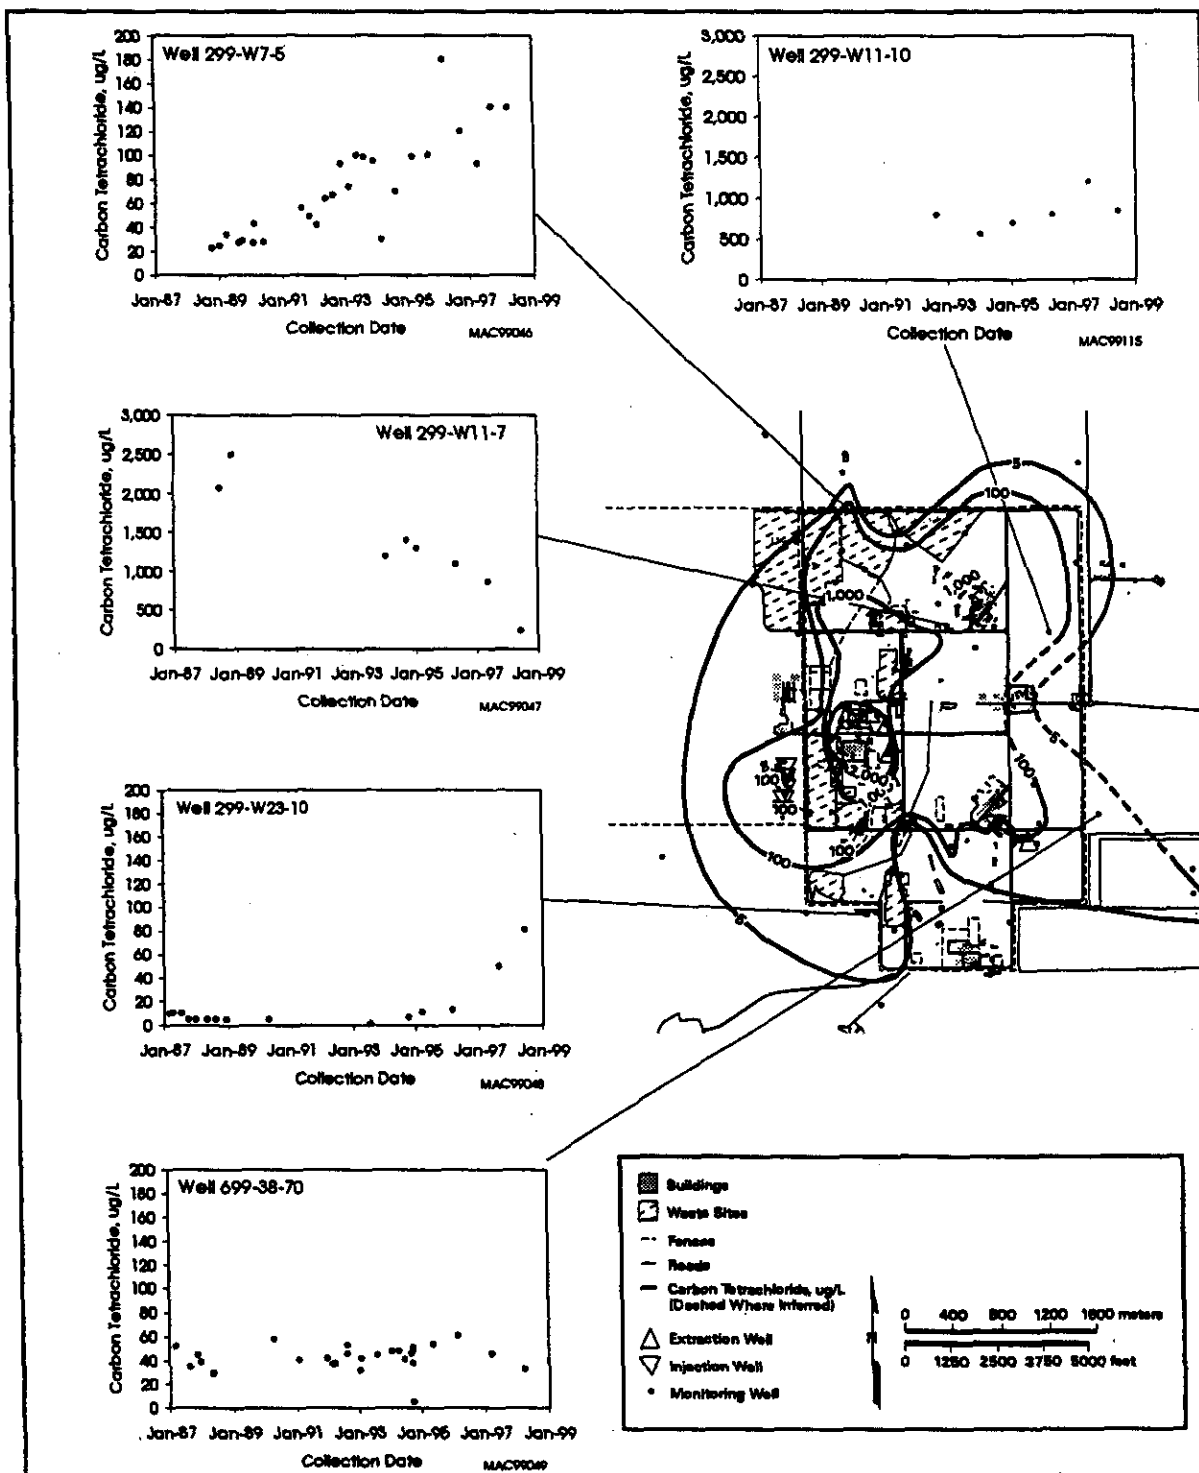 Well 299-W7-5
Carbon Tetrachloride, ug/L
200
180
160
140
120
100
80
60
40
20
0
Jan-87 Jan-89 Jan-91 Jan-93 Jan-95 Jan-97 Jan-99
Collection Date
MAC99046
Well 299-W11-10
Carbon Tetrachloride, ug/L
3,000
2,500
2,000
1,500
1,000
500
0
Jan-87 Jan-89 Jan-91 Jan-93 Jan-95 Jan-97 Jan-99
Collection Date
MAC99115
Well 299-W11-7
Carbon Tetrachloride, ug/L
3,000
2,500
2,000
1,500
1,000
500
0
Jan-87 Jan-89 Jan-91 Jan-93 Jan-95 Jan-97 Jan-99
Collection Date
MAC99047
Well 299-W23-10
Carbon Tetrachloride, ug/L
200
180
160
140
120
100
80
60
40
20
0
Jan-87 Jan-89 Jan-91 Jan-93 Jan-95 Jan-97 Jan-99
Collection Date
MAC99048
Well 699-38-70
Carbon Tetrachloride, ug/L
200
180
160
140
120
100
80
60
40
20
0
Jan-87 Jan-89 Jan-91 Jan-93 Jan-95 Jan-97 Jan-99
Collection Date
MAC99049
5
100
1,000
1,000
5
100
100
100
2,000
1,000
100
100
5
Buildings
Waste Sites
Fences
Roads
Carbon Tetrachloride, ug/L
(Dashed Where Inferred)
Extraction Well
Injection Well
Monitoring Well
0 400 800 1200 1600 meters
0 1250 2500 3750 5000 feet